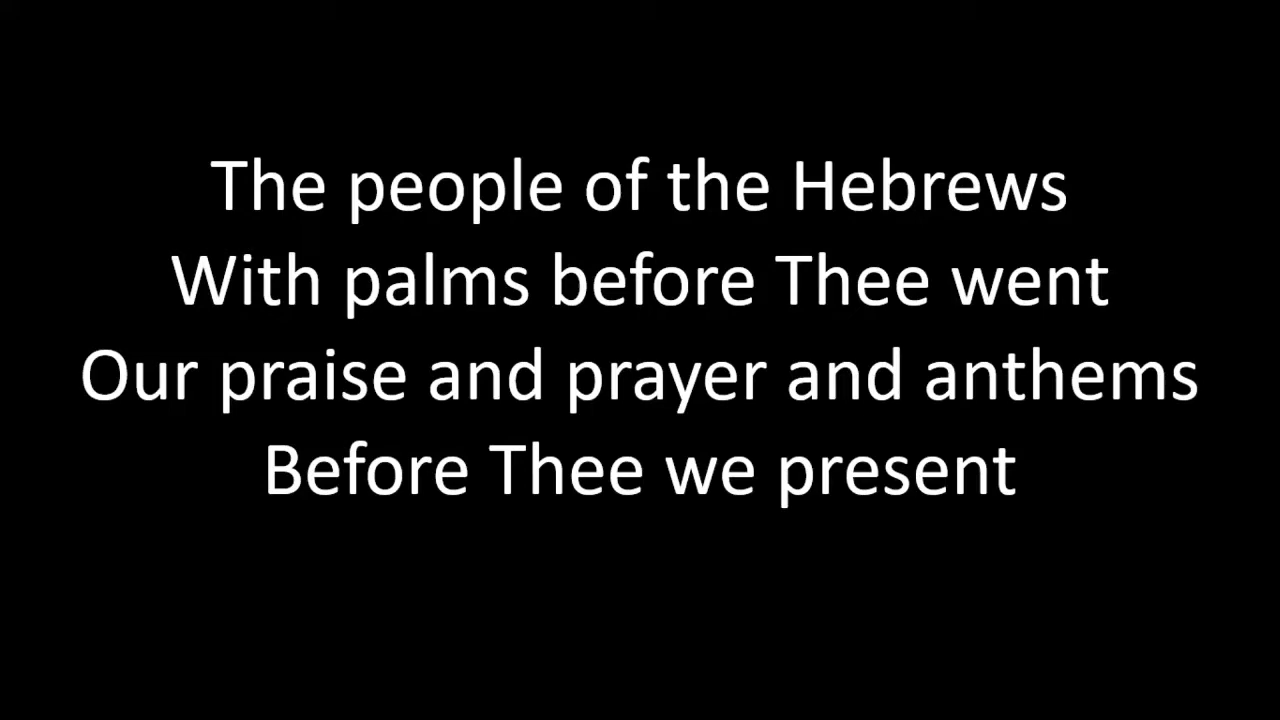 The people of the Hebrews
With palms before Thee went
Our praise and prayer and anthems
Before Thee we present